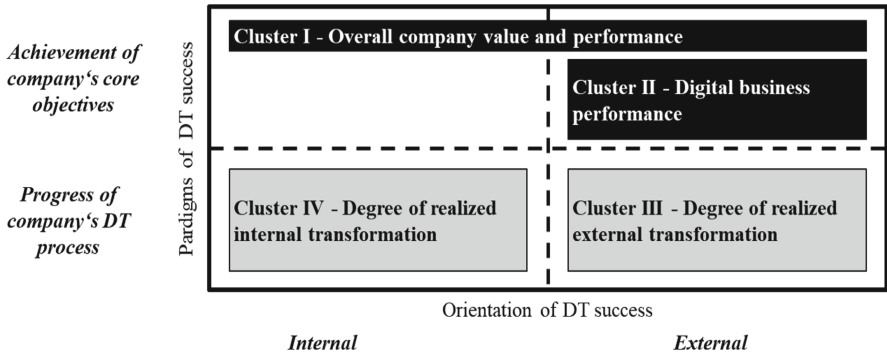 Achievement of
company‘s core
objectives
Progress of
company‘s DT
process
Pardigms of DT success
Cluster I - Overall company value and performance
Cluster II - Digital business
performance
Cluster IV - Degree of realized
internal transformation
Cluster III - Degree of realized
external transformation
Orientation of DT success
Internal
External